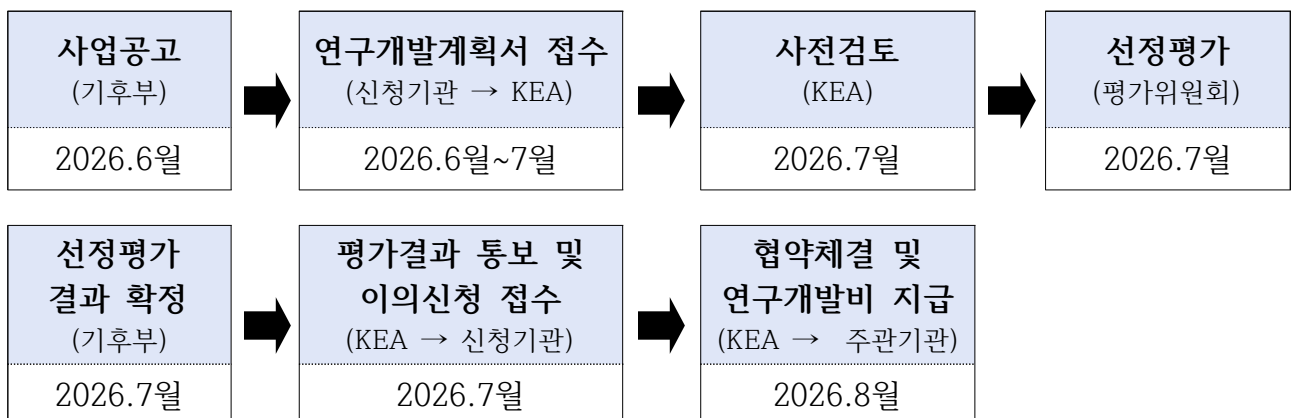 사업공고
(기후부)
2026.6월
연구개발계획서 접수
(신청기관 → KEA)
2026.6월~7월
사전검토
(KEA)
2026.7월
선정평가
(평가위원회)
2026.7월
선정평가
결과 확정
(기후부)
2026.7월
평가결과 통보 및
이의신청 접수
(KEA → 신청기관)
2026.7월
협약체결 및
연구개발비 지급
(KEA → 주관기관)
2026.8월